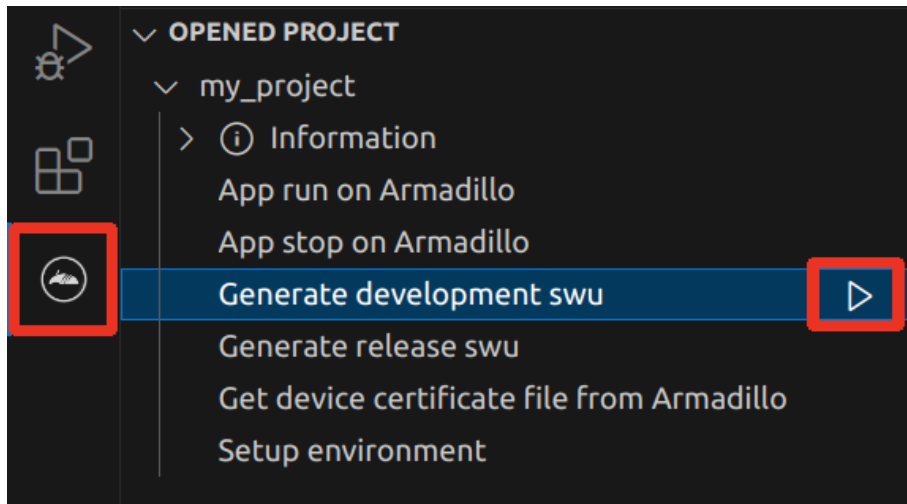 OPENED PROJECT
my_project
Information
App run on Armadillo
App stop on Armadillo
Generate development swu
Generate release swu
Get device certificate file from Armadillo
Setup environment